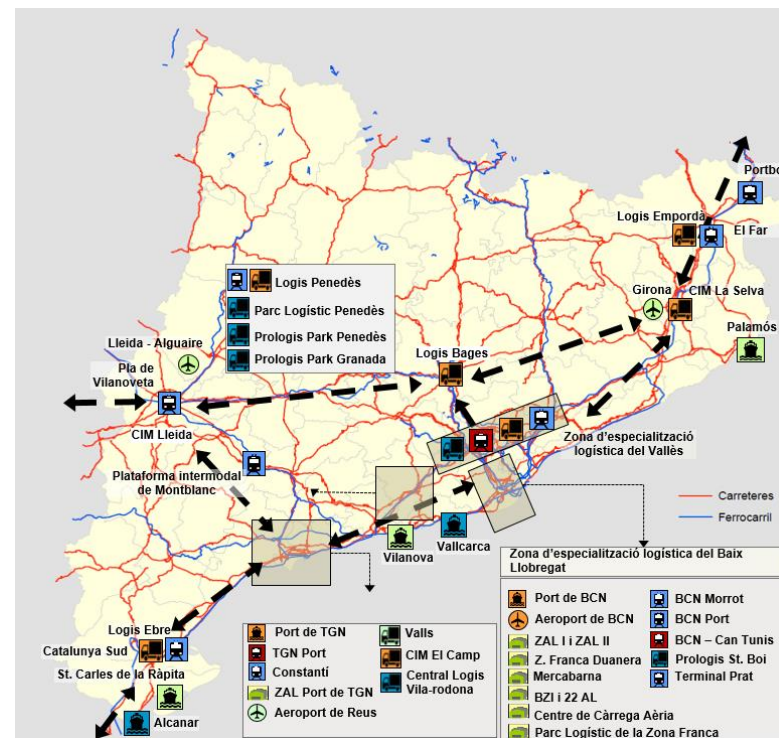 Portbo
Logis Empordà
El Far
Girona
CIM La Selva
Palamós
Logis Penedès
Parc Logístic Penedès
Prologis Park Penedès
Prologis Park Granada
Lleida - Alguaire
Pla de
Vilanoveta
Logis Bages
CIM Lleida
Zona d'especialització
logística del Vallès
Plataforma intermodal
de Montblanc
Carreteres
Ferrocarril
Vilanova
Vallcarca
Zona d'especialització logística del Baix
Llobregat
Port de BCN
Aeroport de BCN
ZAL I i ZAL II
Z. Franca Duanera
Mercabarna
BZI i 22 AL
Centre de Càrrega Aèria
Parc Logístic de la Zona Franca
BCN Morrot
BCN Port
BCN – Can Tunis
Prologis St. Boi
Terminal Prat
Logis Ebre
Catalunya Sud
St. Carles de la Ràpita
Alcanar
Port de TGN
TGN Port
Constantí
ZAL Port de TGN
Aeroport de Reus
Valls
CIM El Camp
Central Logis
Vila-rodona